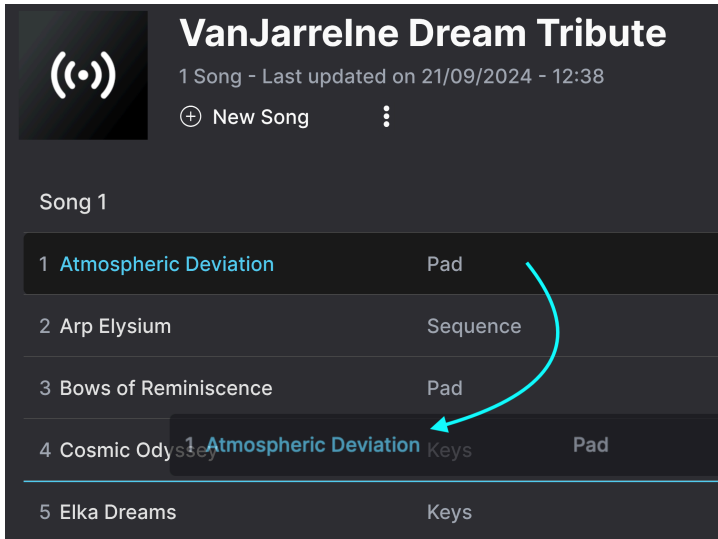 VanJarrelne Dream Tribute
1 Song - Last updated on 21/09/2024 - 12:38
New Song
Song 1
1 Atmospheric Deviation Pad
2 Arp Elysium Sequence
3 Bows of Reminiscence Pad
1 Atmospheric Deviation Pad
4 Cosmic Odyssey Keys
5 Elka Dreams Keys